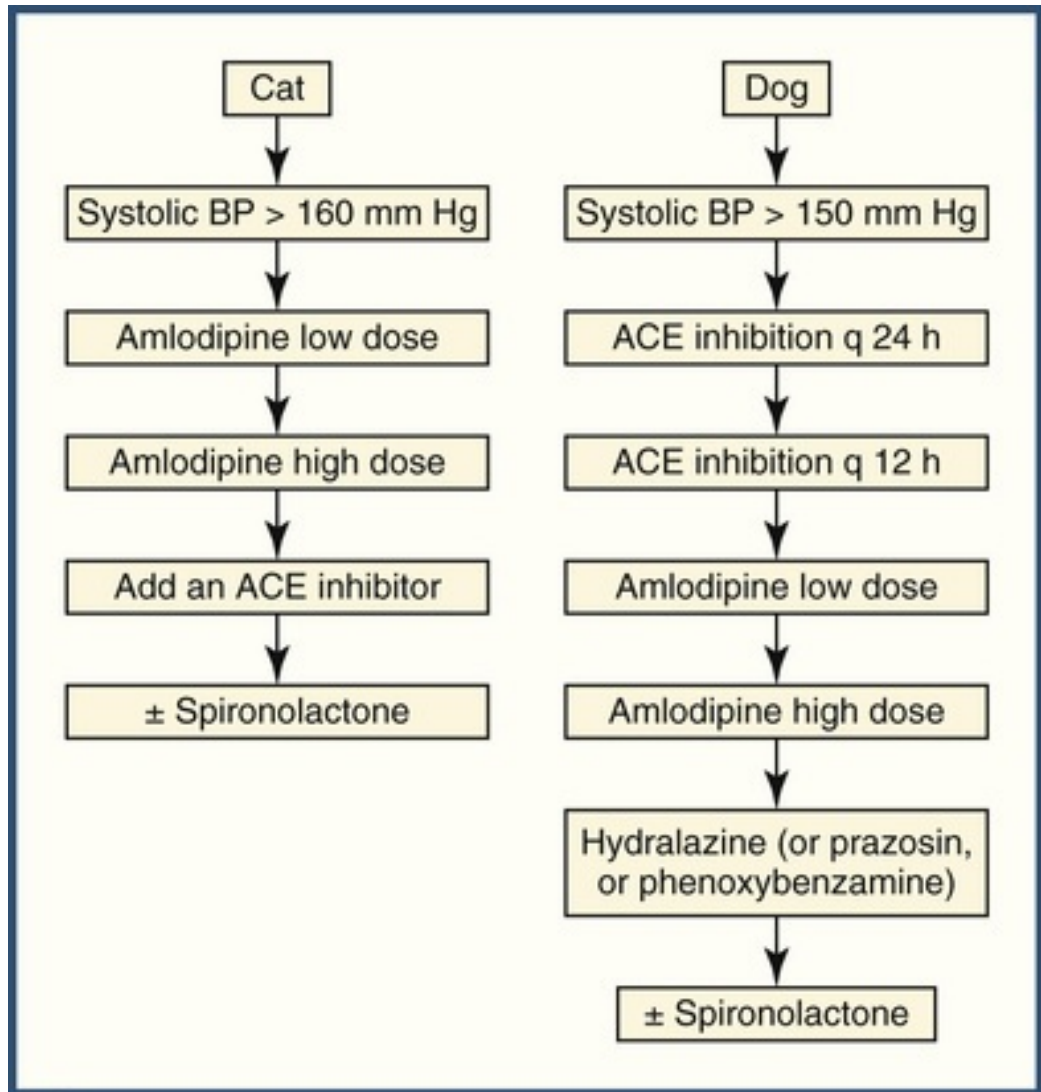 Cat
Systolic BP > 160 mm Hg
Amlodipine low dose
Amlodipine high dose
Add an ACE inhibitor
± Spironolactone
Dog
Systolic BP > 150 mm Hg
ACE inhibition q 24 h
ACE inhibition q 12 h
Amlodipine low dose
Amlodipine high dose
Hydralazine (or prazosin,
or phenoxybenzamine)
± Spironolactone